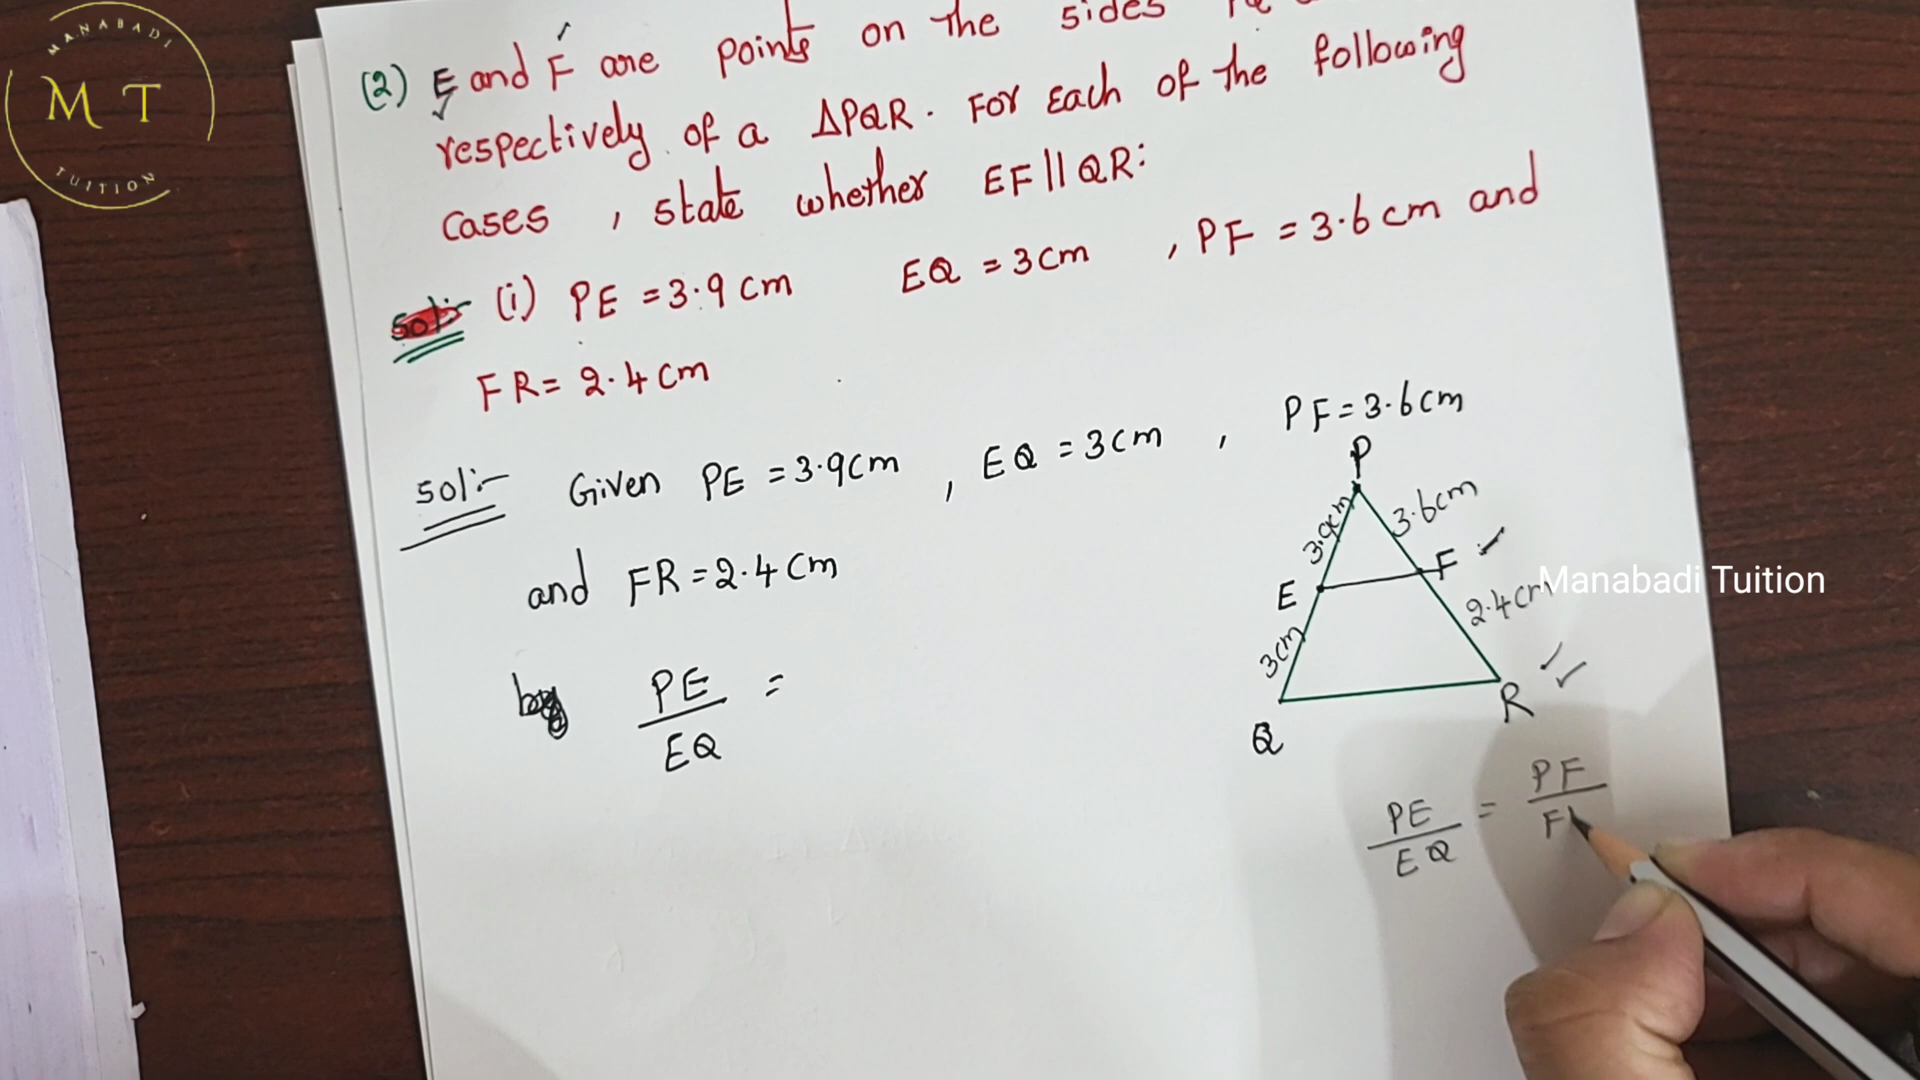 MANABADI
M T
TUITION
(2) E and F are points on the sides
respectively of a ΔPQR. For Each of the following
cases, state whether EF || QR:
sol:- (i) PE = 3.9 cm EQ = 3cm , PF = 3.6 cm and
FR = 2.4 cm
sol:- Given PE = 3.9cm , EQ = 3cm , PF = 3.6cm
and FR = 2.4 cm
by PE/EQ =
P
3.9cm
3.6cm
E
F
3cm
2.4cm
Q
R
PE/EQ = PF/F
Manabadi Tuition